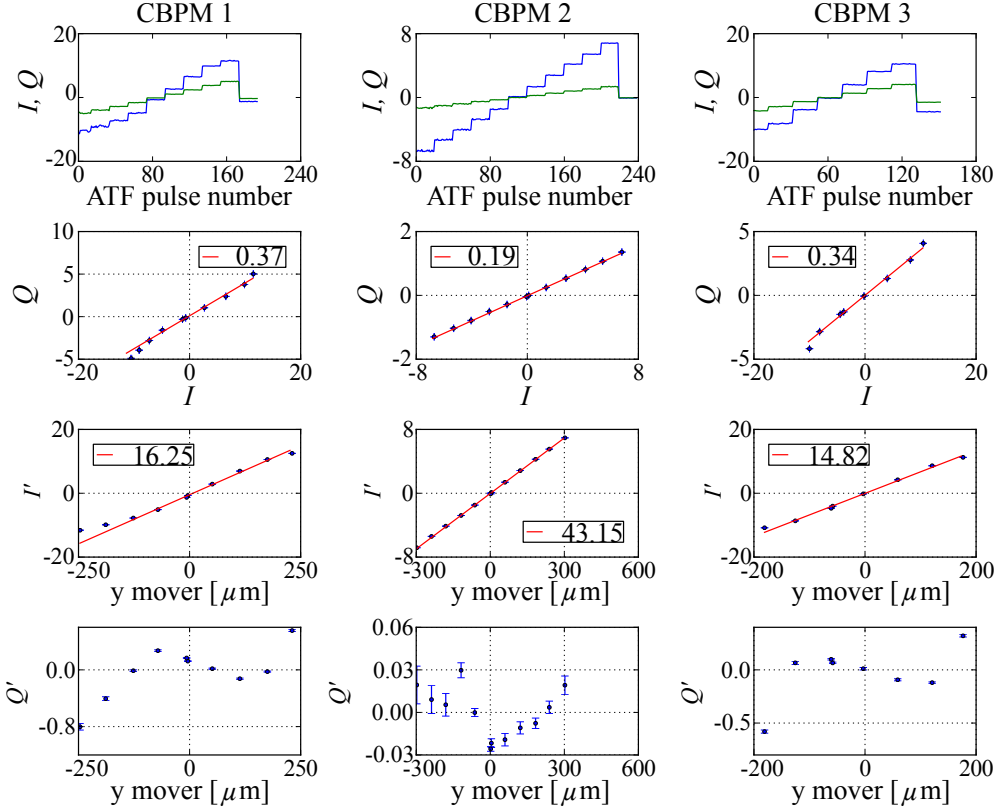 CBPM 1
CBPM 2
CBPM 3
20
0
-20
I, Q
0 80 160 240
ATF pulse number
8
0
-8
I, Q
0 80 160 240
ATF pulse number
20
0
-20
I, Q
0 60 120 180
ATF pulse number
10
5
0
-5
Q
0.37
-20 0 20
I
2
0
-2
Q
0.19
-8 0 8
I
5
0
-5
Q
0.34
-20 0 20
I
20
0
-20
I'
16.25
-250 0 250
y mover [μm]
8
0
-8
I'
43.15
-300 0 300 600
y mover [μm]
20
0
-20
I'
14.82
-200 0 200
y mover [μm]
0.0
-0.8
Q'
-250 0 250
y mover [μm]
0.06
0.03
0.00
-0.03
Q'
-300 0 300 600
y mover [μm]
0.0
-0.5
Q'
-200 0 200
y mover [μm]